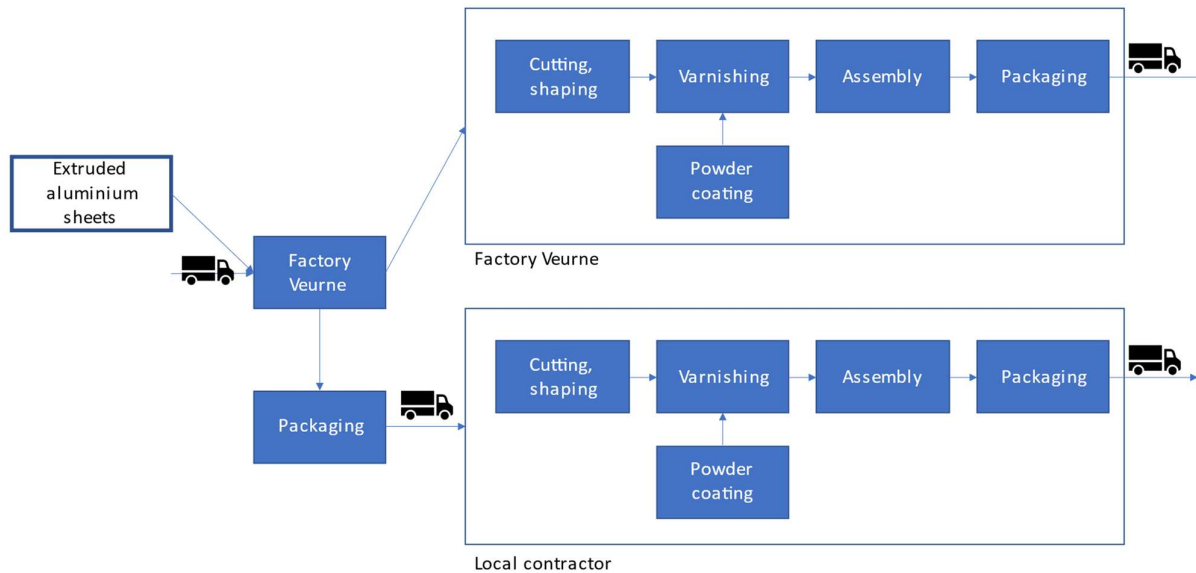 Cutting,
shaping
Varnishing
Assembly
Packaging
Powder
coating
Factory Veurne
Extruded
aluminium
sheets
Factory
Veurne
Packaging
Cutting,
shaping
Varnishing
Assembly
Packaging
Powder
coating
Local contractor